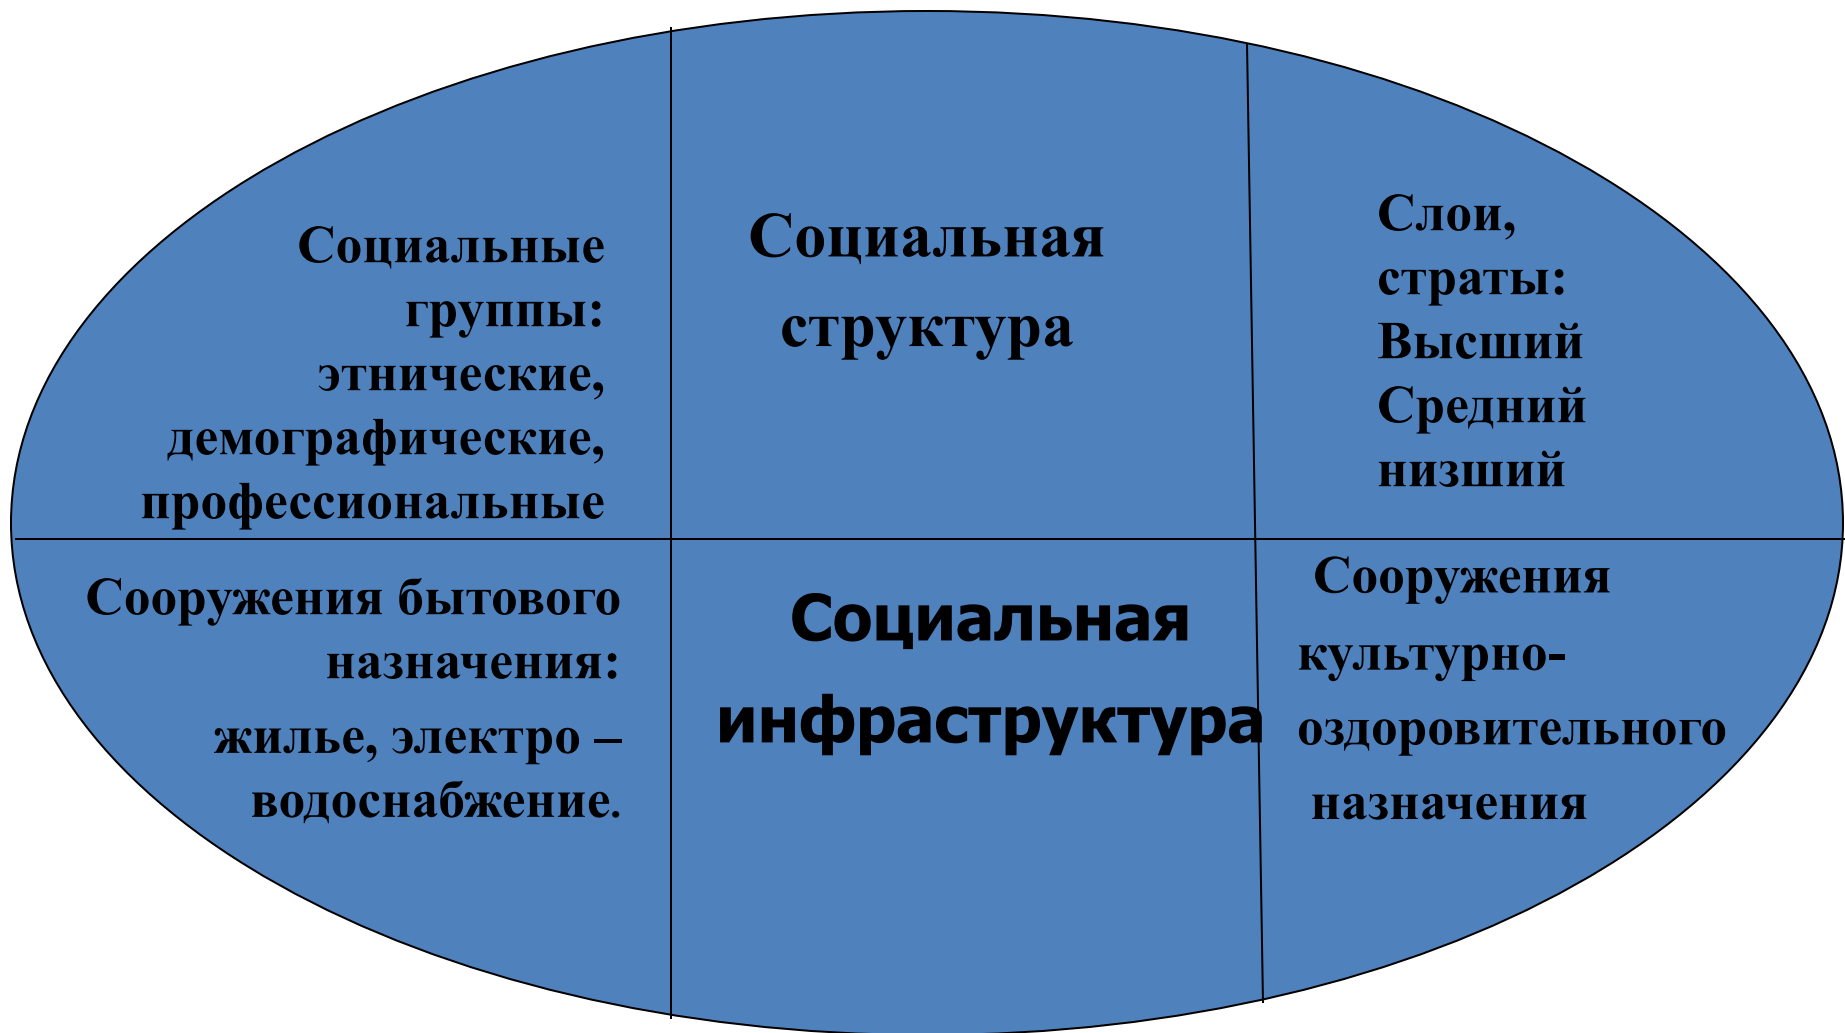 Социальные
группы:
этнические,
демографические,
профессиональные
Социальная
структура
Слои,
страты:
Высший
Средний
низший
Сооружения бытового
назначения:
жилье, электро –
водоснабжение.
Социальная
инфраструктура
Сооружения
культурно-
оздоровительного
назначения